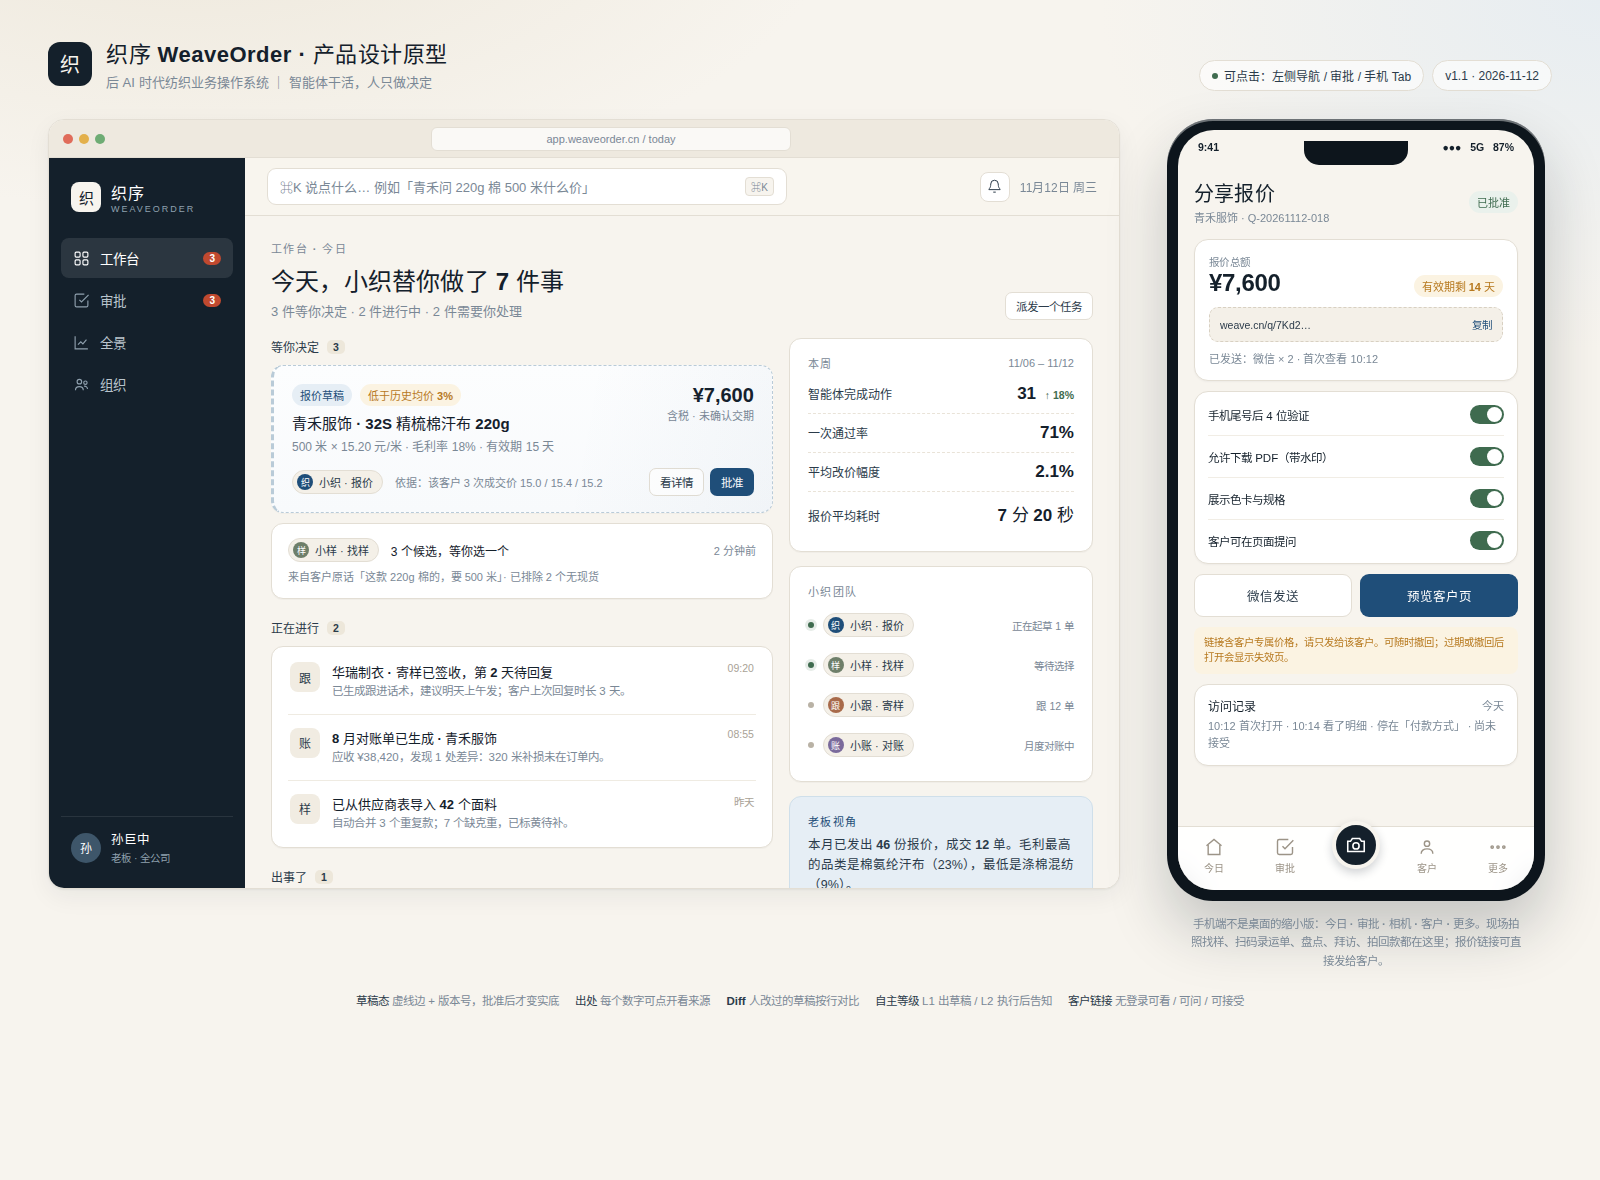 织
织序 WeaveOrder · 产品设计原型
后 AI 时代纺织业务操作系统 | 智能体干活，人只做决定
可点击：左侧导航 / 审批 / 手机 Tab
v1.1 · 2026-11-12
app.weaveorder.cn / today
织
织序
WEAVEORDER
工作台 3
审批 3
全景
组织
孙
孙巨中
老板 · 全公司
⌘K 说点什么… 例如「青禾问 220g 棉 500 米什么价」 ⌘K
11月12日 周三
工作台 · 今日
今天，小织替你做了 7 件事
3 件等你决定 · 2 件进行中 · 2 件需要你处理
派发一个任务
等你决定 3
报价草稿 低于历史均价 3%
¥7,600
含税 · 未确认交期
青禾服饰 · 32S 精梳棉汗布 220g
500 米 × 15.20 元/米 · 毛利率 18% · 有效期 15 天
织 小织 · 报价 依据：该客户 3 次成交价 15.0 / 15.4 / 15.2
看详情 批准
样 小样 · 找样 3 个候选，等你选一个 2 分钟前
来自客户原话「这款 220g 棉的，要 500 米」· 已排除 2 个无现货
正在进行 2
跟 华瑞制衣 · 寄样已签收，第 2 天待回复 09:20
已生成跟进话术，建议明天上午发；客户上次回复时长 3 天。
账 8 月对账单已生成 · 青禾服饰 08:55
应收 ¥38,420，发现 1 处差异：320 米补损未在订单内。
样 已从供应商表导入 42 个面料 昨天
自动合并 3 个重复款；7 个缺克重，已标黄待补。
出事了 1
本周 11/06 – 11/12
智能体完成动作 31 ↑ 18%
一次通过率 71%
平均改价幅度 2.1%
报价平均耗时 7 分 20 秒
小织团队
织 小织 · 报价 正在起草 1 单
样 小样 · 找样 等待选择
跟 小跟 · 寄样 跟 12 单
账 小账 · 对账 月度对账中
老板视角
本月已发出 46 份报价，成交 12 单。毛利最高
的品类是棉氨纶汗布（23%），最低是涤棉混纺
（9%）。
9:41 5G 87%
分享报价
青禾服饰 · Q-20261112-018
已批准
报价总额
¥7,600
有效期剩 14 天
weave.cn/q/7Kd2… 复制
已发送：微信 × 2 · 首次查看 10:12
手机尾号后 4 位验证
允许下载 PDF（带水印）
展示色卡与规格
客户可在页面提问
微信发送 预览客户页
链接含客户专属价格，请只发给该客户。可随时撤回；过期或撤回后
打开会显示失效页。
访问记录 今天
10:12 首次打开 · 10:14 看了明细 · 停在「付款方式」 · 尚未
接受
今日 审批 客户 更多
手机端不是桌面的缩小版：今日 · 审批 · 相机 · 客户 · 更多。现场拍
照找样、扫码录运单、盘点、拜访、拍回款都在这里；报价链接可直
接发给客户。
草稿态 虚线边 + 版本号，批准后才变实底 出处 每个数字可点开看来源 Diff 人改过的草稿按行对比 自主等级 L1 出草稿 / L2 执行后告知 客户链接 无登录可看 / 可问 / 可接受